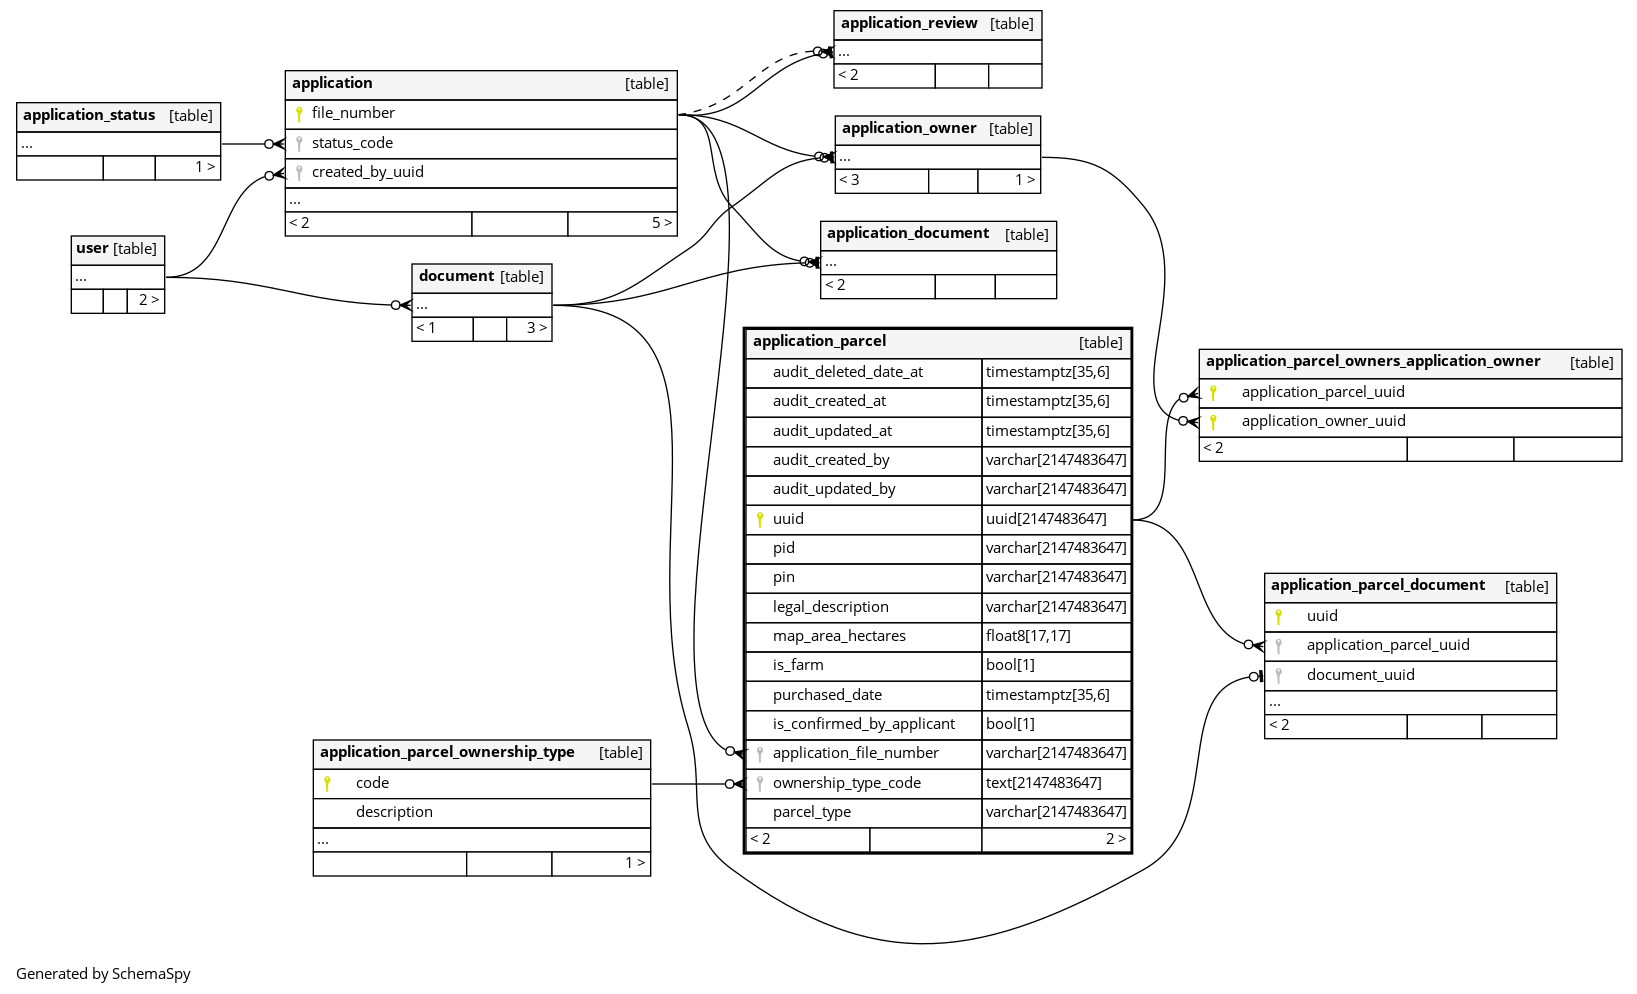 application_review [table]
...
< 2
application [table]
file_number
status_code
created_by_uuid
...
< 2 5 >
application_status [table]
...
1 >
application_owner [table]
...
< 3 1 >
user [table]
...
2 >
document [table]
...
< 1 3 >
application_document [table]
...
< 2
application_parcel [table]
audit_deleted_date_at timestamptz[35,6]
audit_created_at timestamptz[35,6]
audit_updated_at timestamptz[35,6]
audit_created_by varchar[2147483647]
audit_updated_by varchar[2147483647]
uuid uuid[2147483647]
pid varchar[2147483647]
pin varchar[2147483647]
legal_description varchar[2147483647]
map_area_hectares float8[17,17]
is_farm bool[1]
purchased_date timestamptz[35,6]
is_confirmed_by_applicant bool[1]
application_file_number varchar[2147483647]
ownership_type_code text[2147483647]
parcel_type varchar[2147483647]
< 2 2 >
application_parcel_owners_application_owner [table]
application_parcel_uuid
application_owner_uuid
< 2
application_parcel_document [table]
uuid
application_parcel_uuid
document_uuid
...
< 2
application_parcel_ownership_type [table]
code
description
...
1 >
Generated by SchemaSpy